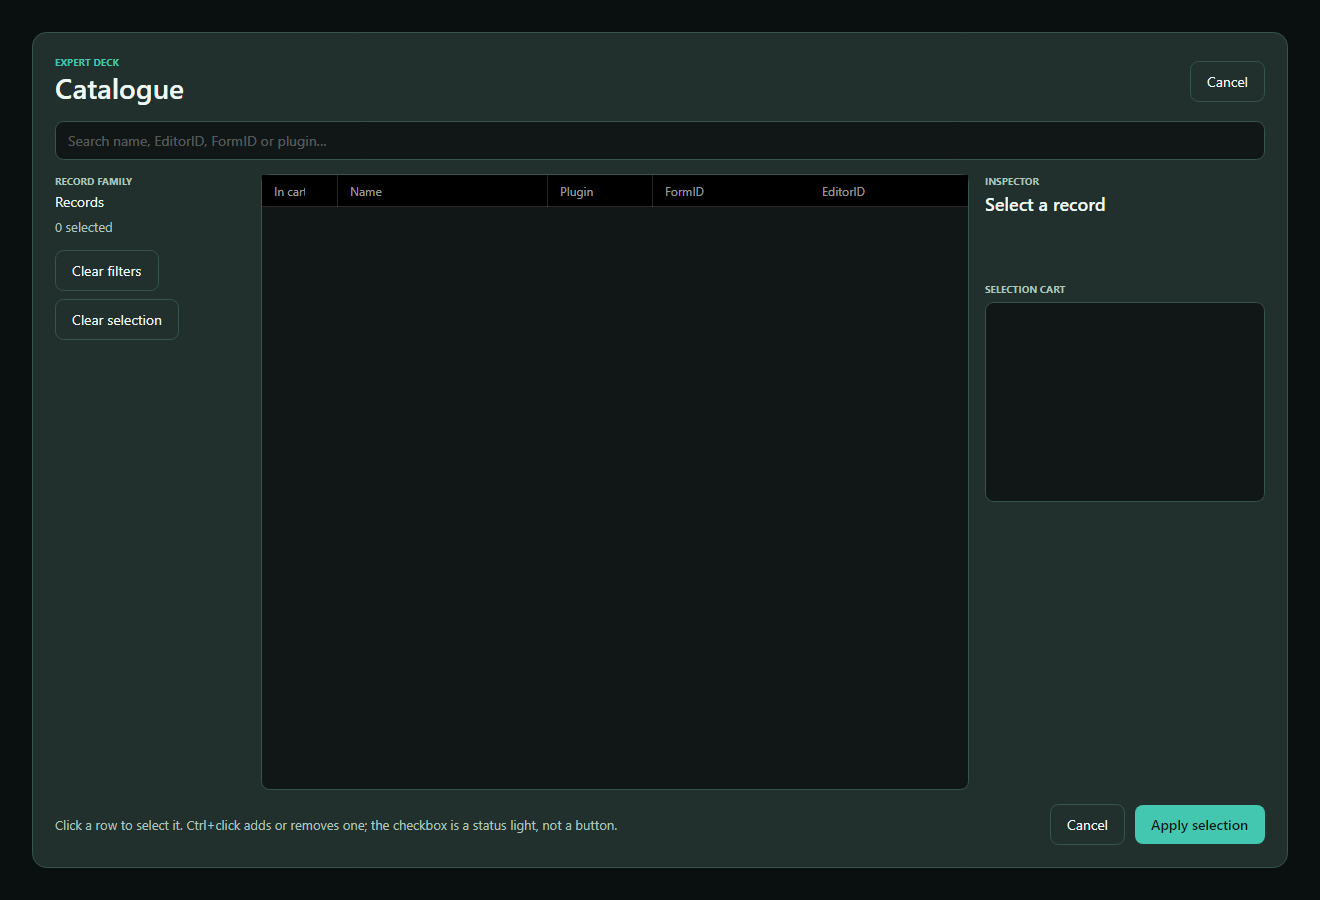 EXPERT DECK
Catalogue
Cancel
Search name, EditorID, FormID or plugin...
RECORD FAMILY
Records
0 selected
Clear filters
Clear selection
In cart
Name
Plugin
FormID
EditorID
INSPECTOR
Select a record
SELECTION CART
Click a row to select it. Ctrl+click adds or removes one; the checkbox is a status light, not a button.
Cancel
Apply selection